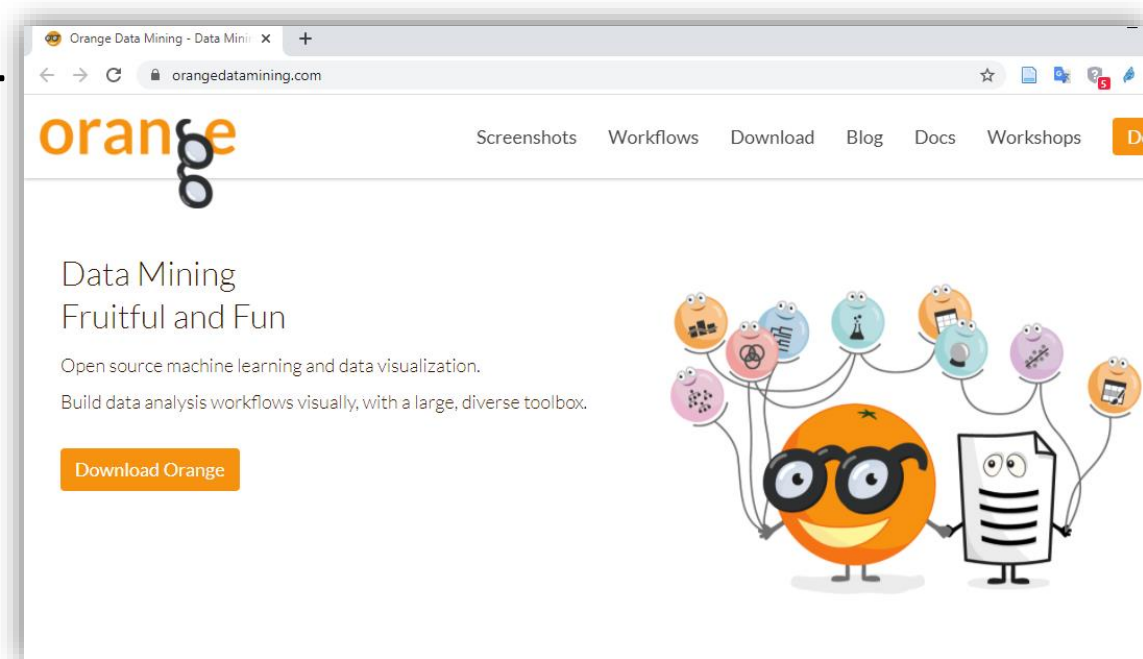 Orange Data Mining - Data Mini
orangedatamining.com
5
orange
Screenshots Workflows Download Blog Docs Workshops
Data Mining
Fruitful and Fun
Open source machine learning and data visualization.
Build data analysis workflows visually, with a large, diverse toolbox.
Download Orange